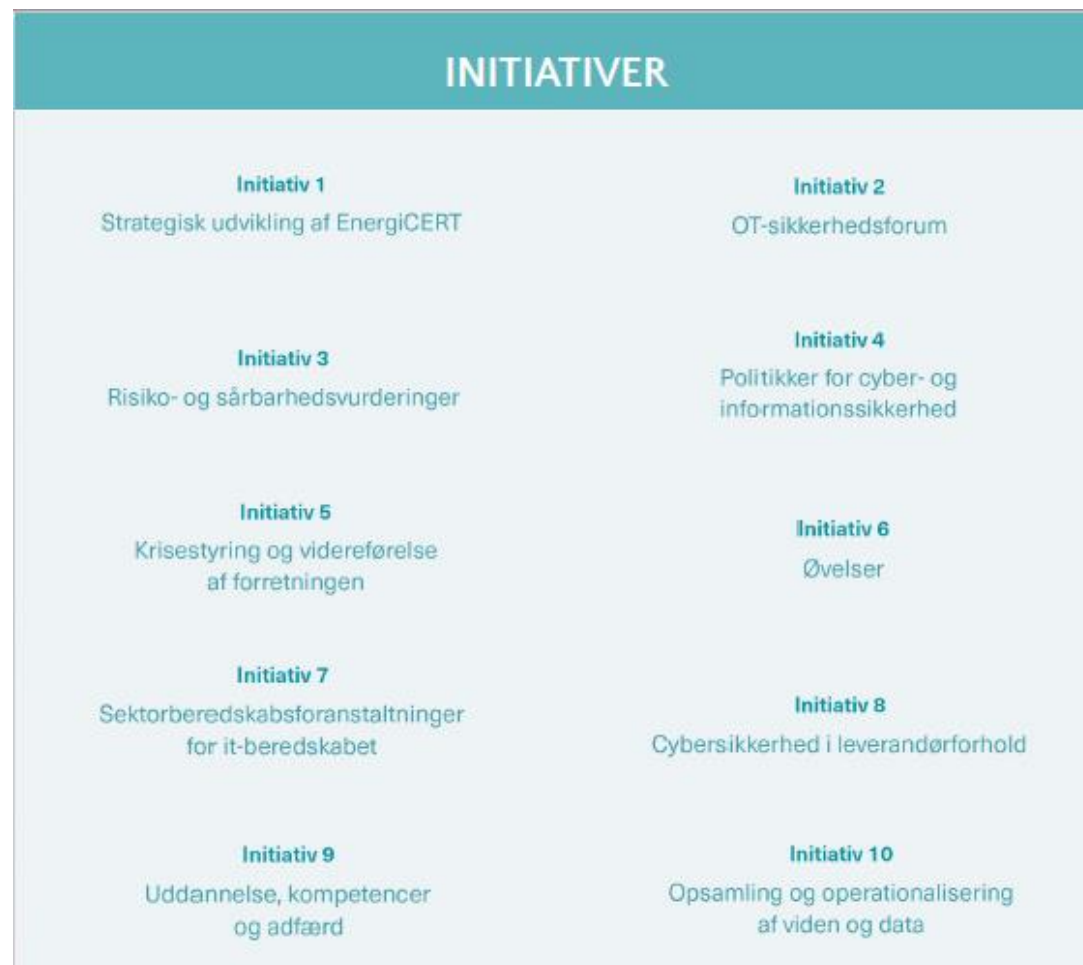 INITIATIVER
Initiativ 1
Strategisk udvikling af EnergiCERT
Initiativ 2
OT-sikkerhedsforum
Initiativ 3
Risiko- og sårbarhedsvurderinger
Initiativ 4
Politikker for cyber- og
informationssikkerhed
Initiativ 5
Krisestyring og videreførelse
af forretningen
Initiativ 6
Øvelser
Initiativ 7
Sektorberedskabsforanstaltninger
for it-beredskabet
Initiativ 8
Cybersikkerhed i leverandørforhold
Initiativ 9
Uddannelse, kompetencer
og adfærd
Initiativ 10
Opsamling og operationalisering
af viden og data